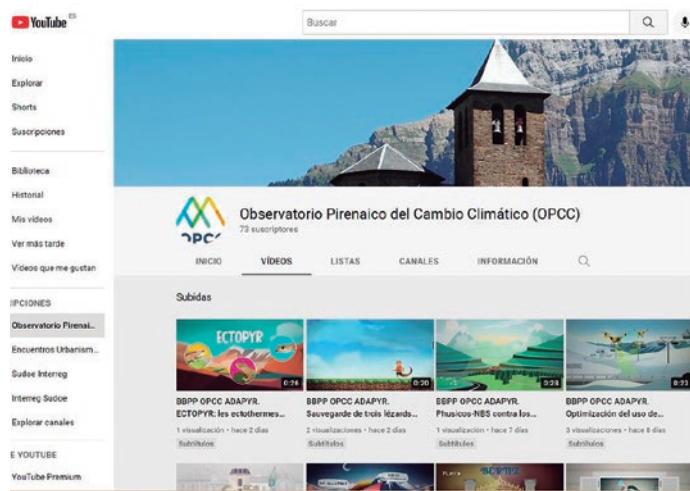 YouTube ES
Buscar
Inicio
Explorar
Shorts
Suscripciones
Biblioteca
Historial
Mis vídeos
Ver más tarde
Vídeos que me gustan
IPCIONES
Observatorio Pirenai...
Encuentros Urbanism...
Sudoe Interreg
Interreg Sudoe
Explorar canales
E YOUTUBE
YouTube Premium
OPCC
Observatorio Pirenaico del Cambio Climático (OPCC)
73 suscriptores
INICIO VÍDEOS LISTAS CANALES INFORMACIÓN
Subidas
ECTOPYR
0:26
BBPP OPCC ADAPYR.
ECTOPYR: les ectothermes...
1 visualización • hace 2 días
Subtítulos
0:20
BBPP OPCC ADAPYR.
Sauvegarde de trois lézards...
2 visualizaciones • hace 2 días
Subtítulos
0:28
BBPP OPCC ADAPYR.
Phusicos-NBS contra los...
1 visualización • hace 7 días
Subtítulos
BBPP OPCC ADAPYR.
Optimización del uso de...
3 visualizaciones • hace 8 días
Subtítulos